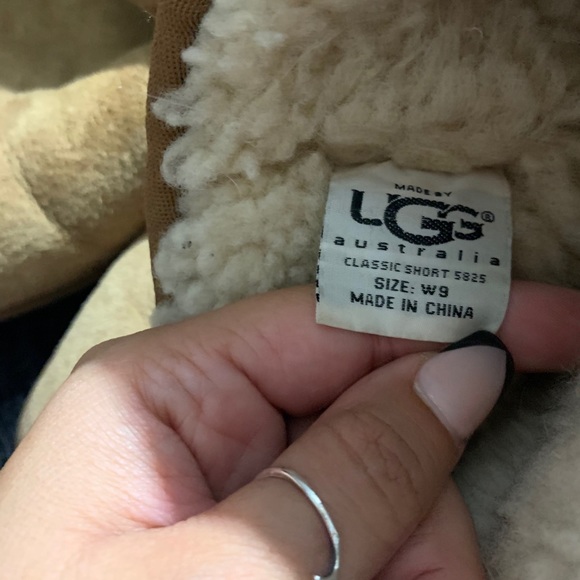 MADE BY
UGG®
australia
CLASSIC SHORT 5825
SIZE: W9
MADE IN CHINA